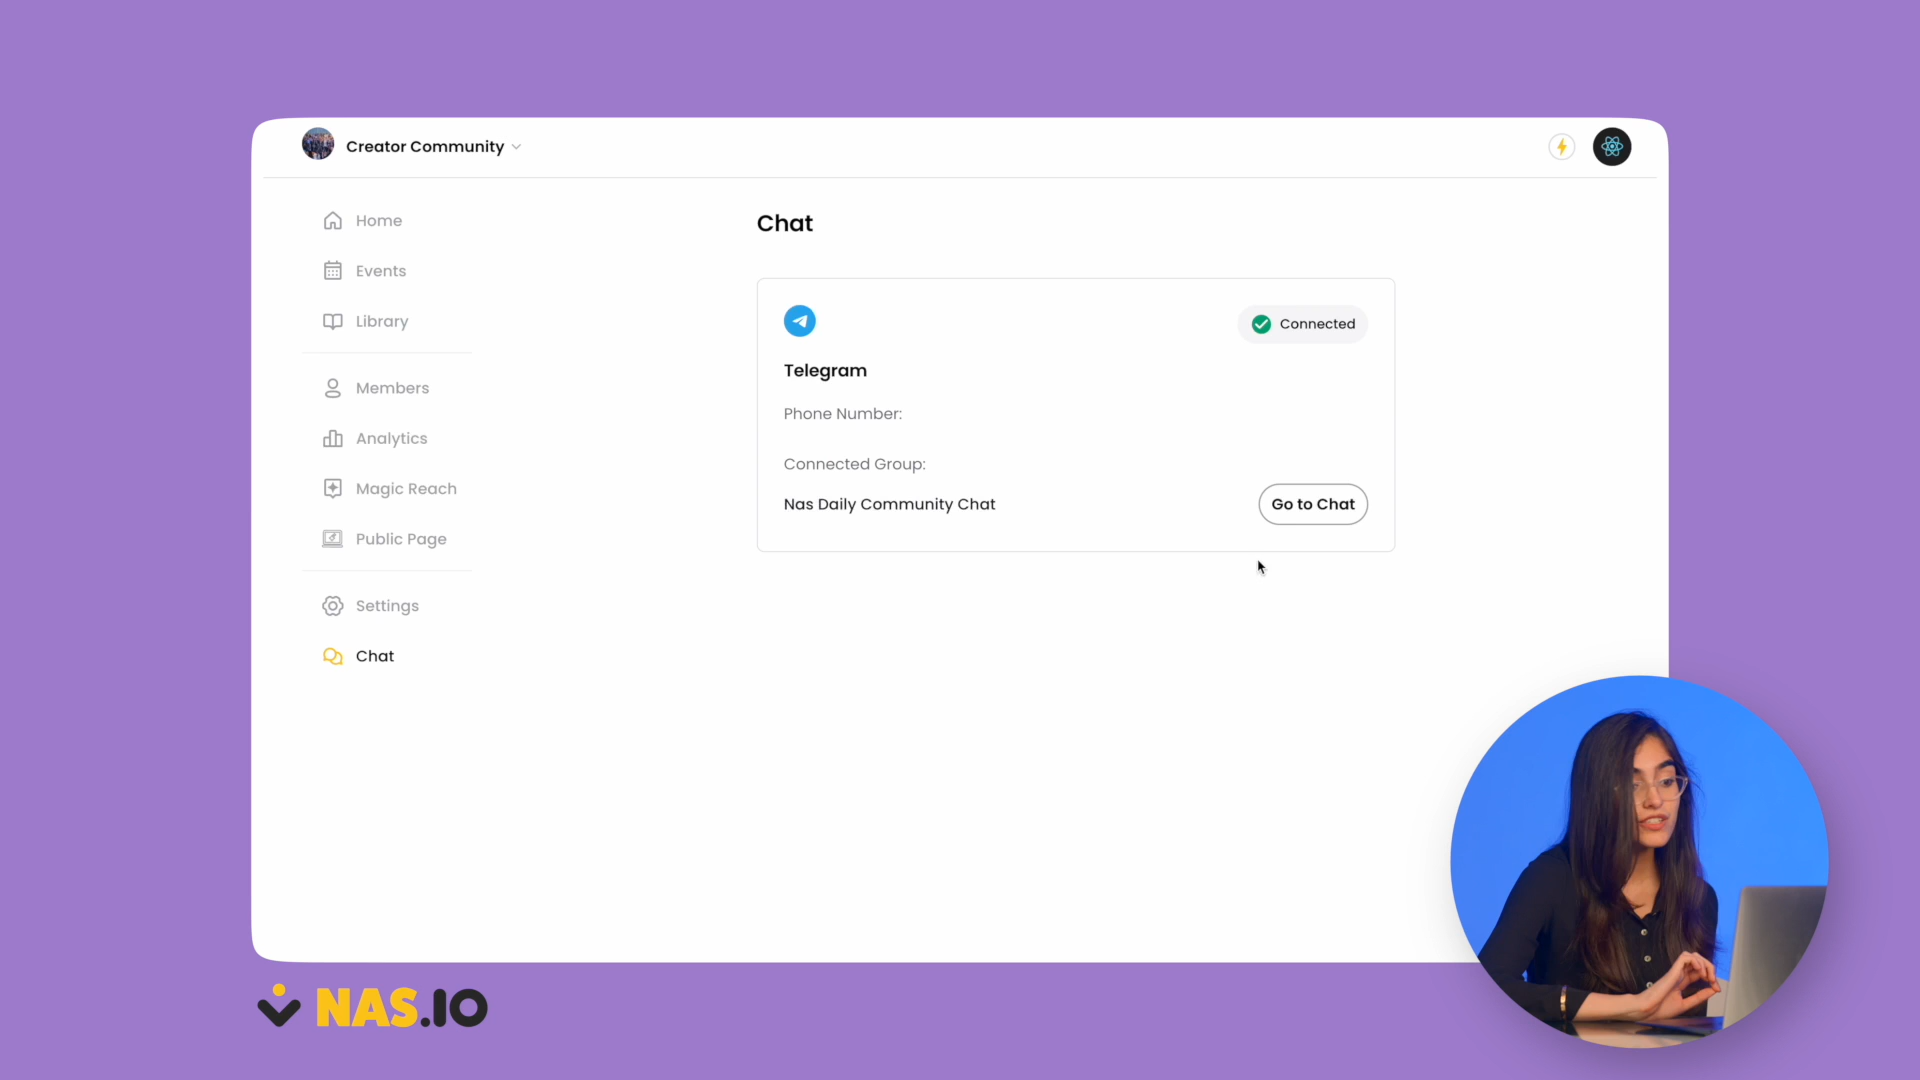 Creator Community
Home
Events
Library
Members
Analytics
Magic Reach
Public Page
Settings
Chat
Chat
Connected
Telegram
Phone Number:
Connected Group:
Nas Daily Community Chat
Go to Chat
NAS.IO